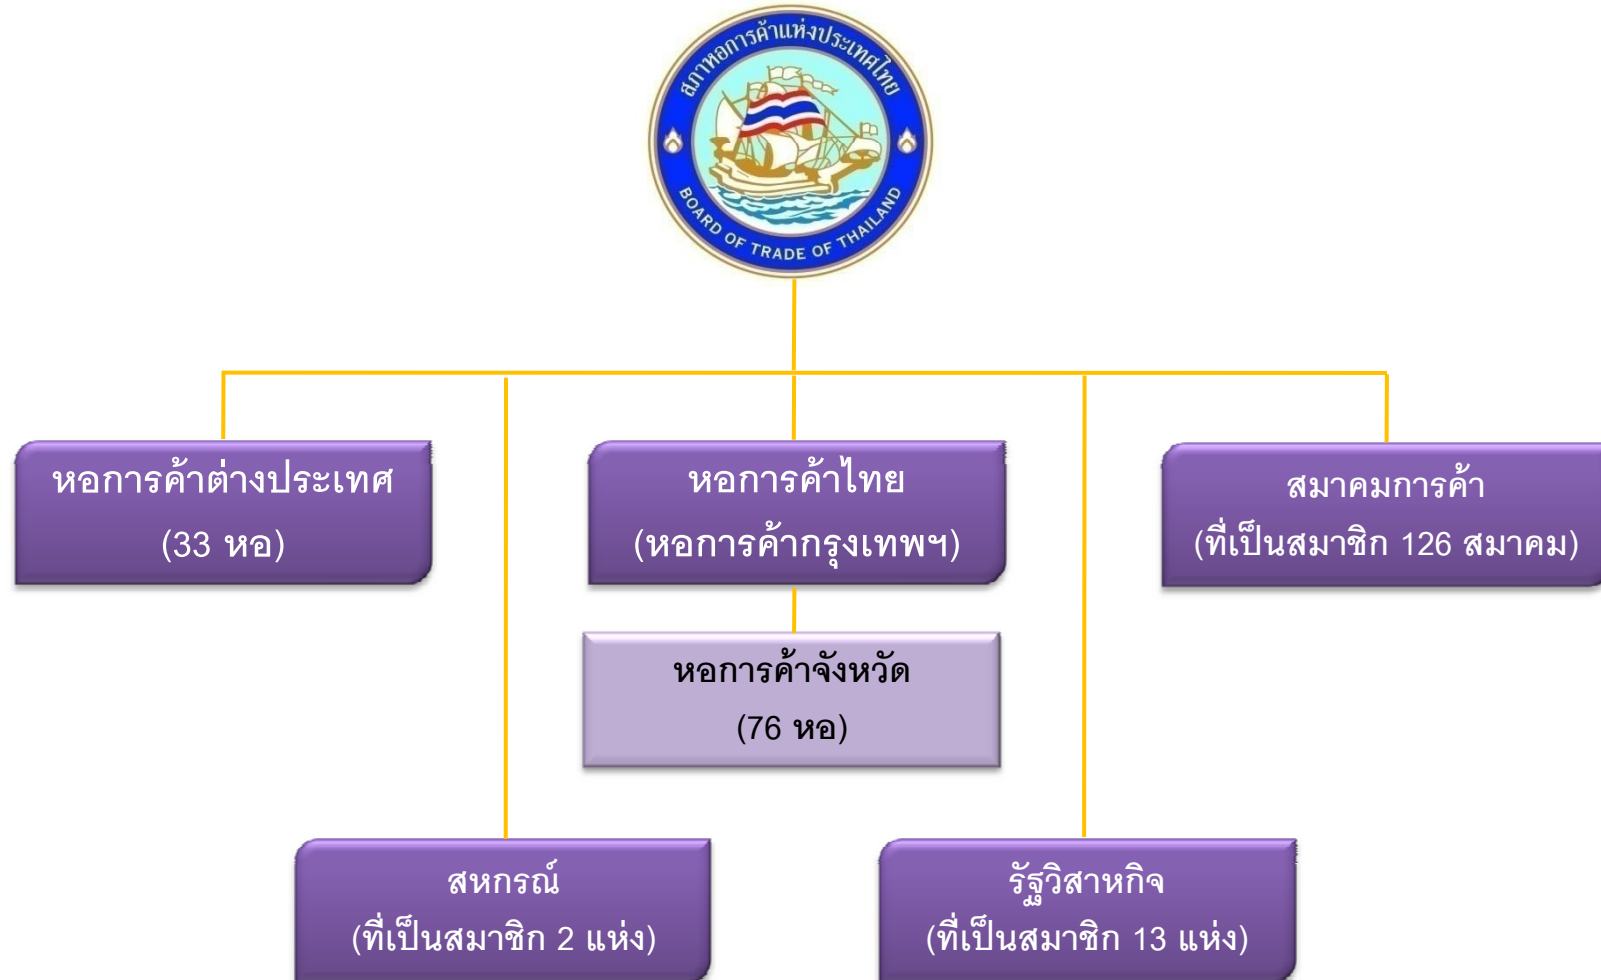 สภาหอการค้าแห่งประเทศไทย
BOARD OF TRADE OF THAILAND
หอการค้าต่างประเทศ
(33 หอ)
หอการค้าไทย
(หอการค้ากรุงเทพฯ)
สมาคมการค้า
(ที่เป็นสมาชิก 126 สมาคม)
หอการค้าจังหวัด
(76 หอ)
สหกรณ์
(ที่เป็นสมาชิก 2 แห่ง)
รัฐวิสาหกิจ
(ที่เป็นสมาชิก 13 แห่ง)